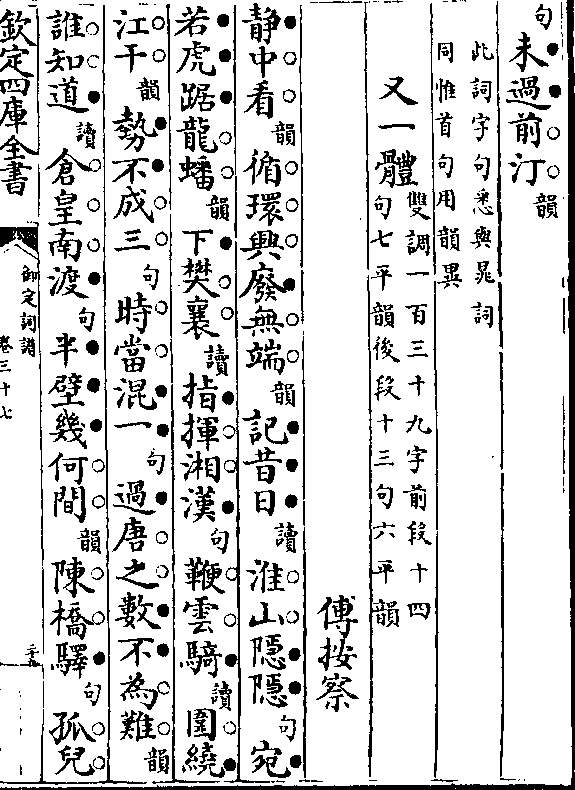 句未過前汀韻
此詞字句悉與晁詞
同惟首句用韻異
又一體雙調一百三十九字前段十四
句七平韻後段十三句六平韻
傅按察
静中看韻循環興廢無端韻記昔日讀淮山隱隱句宛
若虎踞龍蟠韻下樊襄讀指揮湘漢句鞭雲騎讀圍繞
江干韻勢不成三句時當混一句過唐之數不為難韻
誰知道讀倉皇南渡句半壁幾何間韻陳橋驛句孤兒
欽定四庫全書
御定詞譜
卷三十七